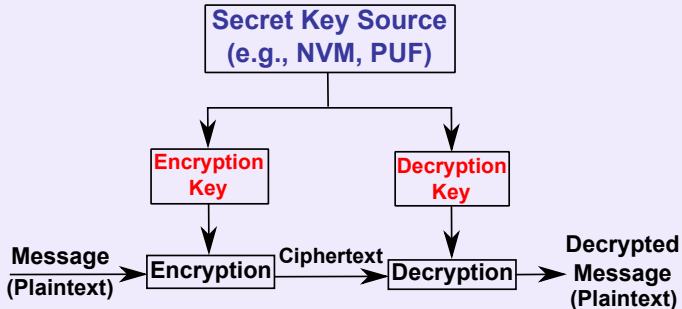 Secret Key Source
(e.g., NVM, PUF)
Encryption
Key
Decryption
Key
Message
(Plaintext)
Encryption
Ciphertext
Decryption
Decrypted
Message
(Plaintext)